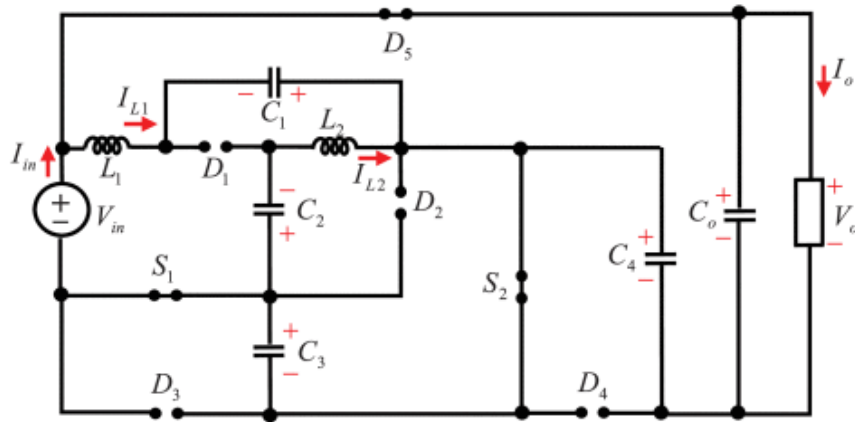 D5
Io
IL1
− +
C1
L2
Iin
L1
D1
IL2
−
C2
+
D2
+
−
Vin
+
Co
−
+
Vo
−
+
C4
−
S1
S2
+
C3
−
D3
D4